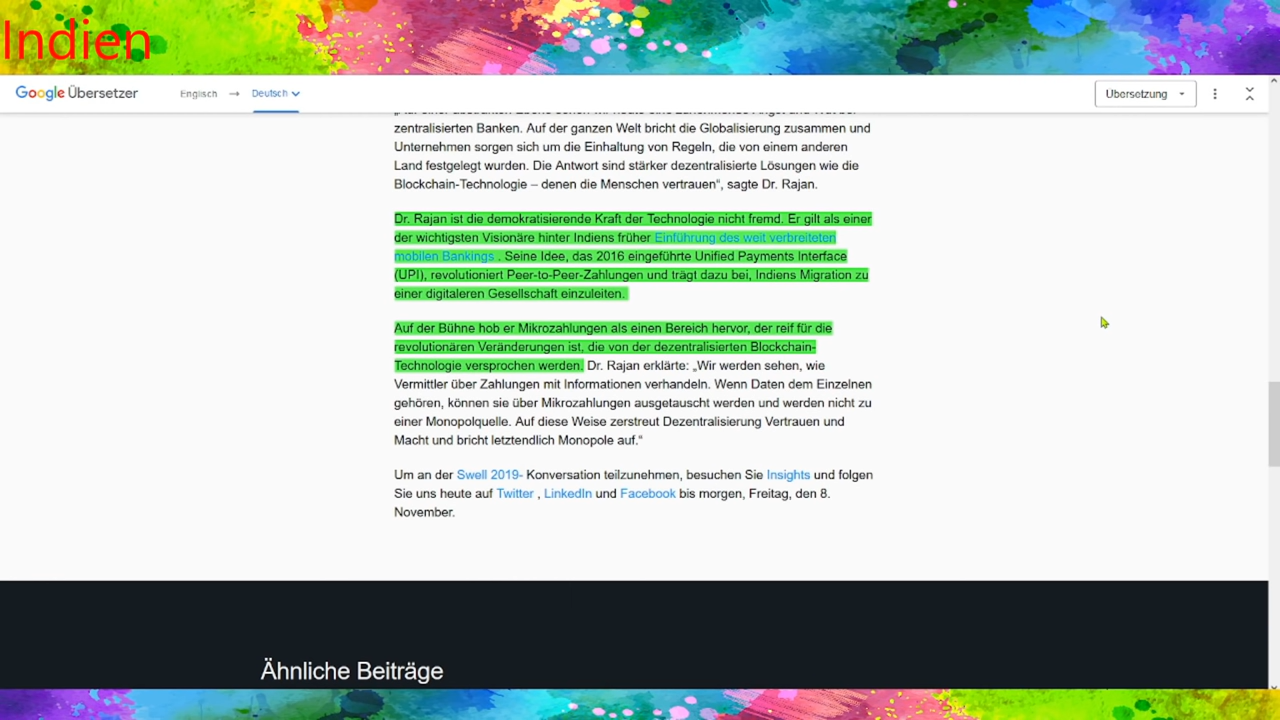 Indien
Google Übersetzer
Englisch → Deutsch
Übersetzung
zentralisierten Banken. Auf der ganzen Welt bricht die Globalisierung zusammen und
Unternehmen sorgen sich um die Einhaltung von Regeln, die von einem anderen
Land festgelegt wurden. Die Antwort sind stärker dezentralisierte Lösungen wie die
Blockchain-Technologie – denen die Menschen vertrauen“, sagte Dr. Rajan.
Dr. Rajan ist die demokratisierende Kraft der Technologie nicht fremd. Er gilt als einer
der wichtigsten Visionäre hinter Indiens früher Einführung des weit verbreiteten
mobilen Bankings . Seine Idee, das 2016 eingeführte Unified Payments Interface
(UPI), revolutioniert Peer-to-Peer-Zahlungen und trägt dazu bei, Indiens Migration zu
einer digitaleren Gesellschaft einzuleiten.
Auf der Bühne hob er Mikrozahlungen als einen Bereich hervor, der reif für die
revolutionären Veränderungen ist, die von der dezentralisierten Blockchain-
Technologie versprochen werden. Dr. Rajan erklärte: „Wir werden sehen, wie
Vermittler über Zahlungen mit Informationen verhandeln. Wenn Daten dem Einzelnen
gehören, können sie über Mikrozahlungen ausgetauscht werden und werden nicht zu
einer Monopolquelle. Auf diese Weise zerstreut Dezentralisierung Vertrauen und
Macht und bricht letztendlich Monopole auf.“
Um an der Swell 2019- Konversation teilzunehmen, besuchen Sie Insights und folgen
Sie uns heute auf Twitter , LinkedIn und Facebook bis morgen, Freitag, den 8.
November.
Ähnliche Beiträge